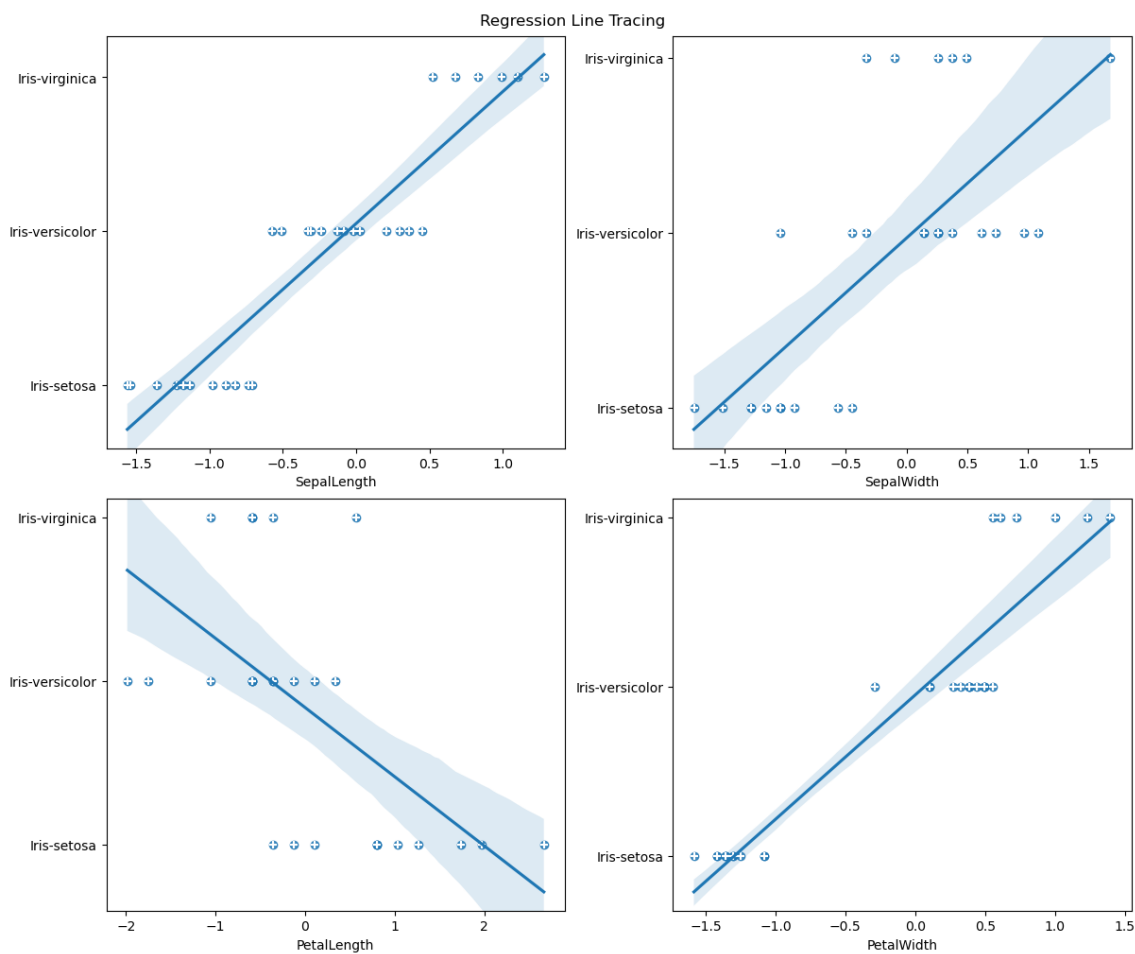 Regression Line Tracing
Iris-virginica
Iris-versicolor
Iris-setosa
−1.5 −1.0 −0.5 0.0 0.5 1.0
SepalLength
Iris-virginica
Iris-versicolor
Iris-setosa
−1.5 −1.0 −0.5 0.0 0.5 1.0 1.5
SepalWidth
Iris-virginica
Iris-versicolor
Iris-setosa
−2 −1 0 1 2
PetalLength
Iris-virginica
Iris-versicolor
Iris-setosa
−1.5 −1.0 −0.5 0.0 0.5 1.0 1.5
PetalWidth